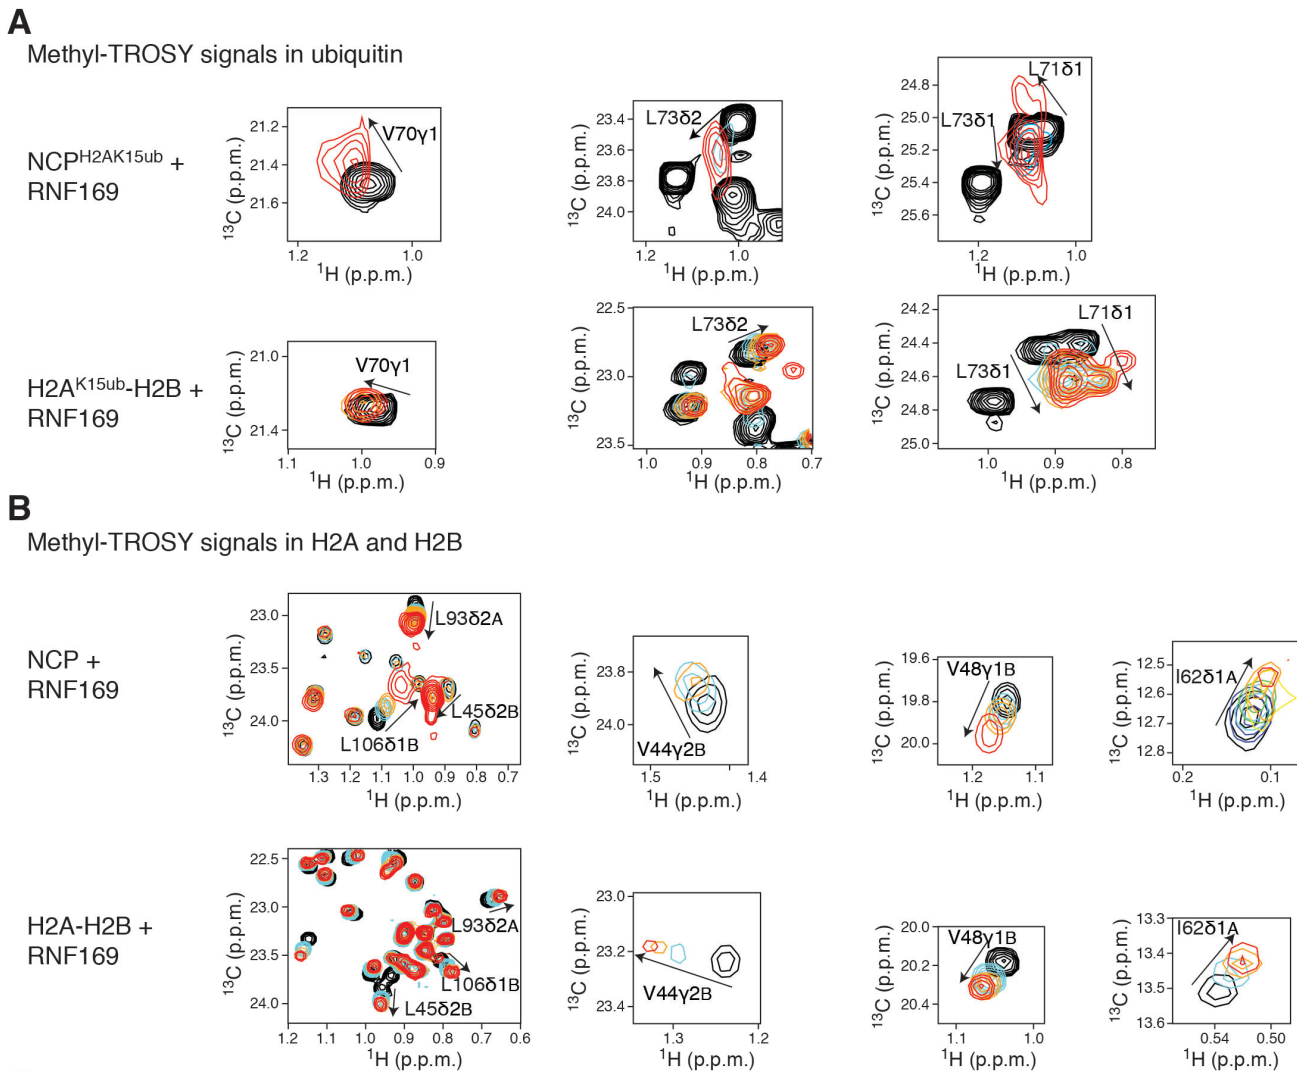 A
Methyl-TROSY signals in ubiquitin
NCPH2AK15ub +
RNF169
21.2
21.4
21.6
13C (p.p.m.)
V70γ1
1.2 1.0
1H (p.p.m.)
23.4
23.6
23.8
24.0
13C (p.p.m.)
L73δ2
1.2 1.0
1H (p.p.m.)
24.8
25.0
25.2
25.4
25.6
13C (p.p.m.)
L71δ1
L73δ1
1.2 1.0
1H (p.p.m.)
H2AK15ub-H2B +
RNF169
21.0
21.4
13C (p.p.m.)
V70γ1
1.1 1.0 0.9
1H (p.p.m.)
22.5
23.0
23.5
13C (p.p.m.)
L73δ2
1.0 0.9 0.8 0.7
1H (p.p.m.)
24.2
24.4
24.6
24.8
25.0
13C (p.p.m.)
L71δ1
L73δ1
1.0 0.9 0.8
1H (p.p.m.)
B
Methyl-TROSY signals in H2A and H2B
NCP +
RNF169
23.0
23.5
24.0
13C (p.p.m.)
L93δ2A
L45δ2B
L106δ1B
1.3 1.2 1.1 1.0 0.9 0.8 0.7
1H (p.p.m.)
23.8
24.0
13C (p.p.m.)
V44γ2B
1.5 1.4
1H (p.p.m.)
19.6
19.8
20.0
13C (p.p.m.)
V48γ1B
1.2 1.1
1H (p.p.m.)
12.5
12.6
12.7
12.8
13C (p.p.m.)
I62δ1A
0.2 0.1
1H (p.p.m.)
H2A-H2B +
RNF169
22.5
23.0
23.5
24.0
13C (p.p.m.)
L93δ2A
L106δ1B
L45δ2B
1.2 1.1 1.0 0.9 0.8 0.7 0.6
1H (p.p.m.)
23.0
23.2
23.4
13C (p.p.m.)
V44γ2B
1.3 1.2
1H (p.p.m.)
20.0
20.2
20.4
13C (p.p.m.)
V48γ1B
1.1 1.0
1H (p.p.m.)
13.3
13.4
13.5
13.6
13C (p.p.m.)
I62δ1A
0.54 0.50
1H (p.p.m.)